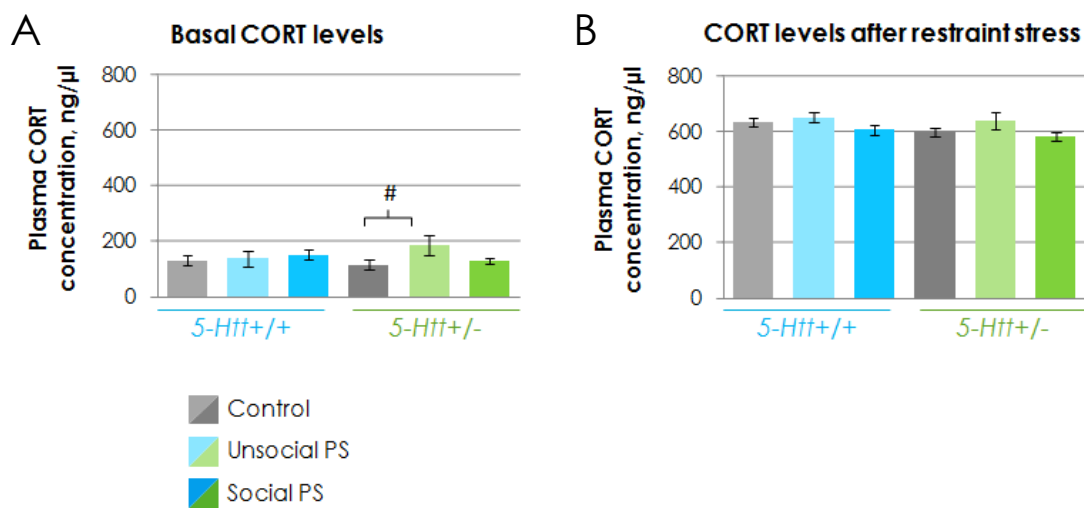 A
Basal CORT levels
Plasma CORT
concentration, ng/µl
800
600
400
200
0
#
5-Htt+/+
5-Htt+/-
B
CORT levels after restraint stress
Plasma CORT
concentration, ng/µl
800
600
400
200
0
5-Htt+/+
5-Htt+/-
Control
Unsocial PS
Social PS